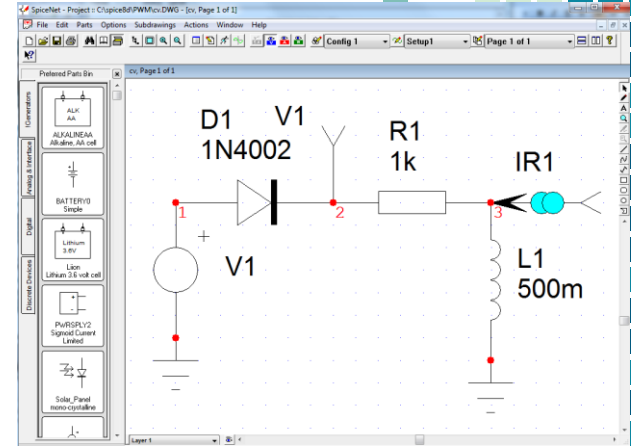 SpiceNet - Project :: C:\spice8d\PWM\cv.DWG - [cv, Page 1 of 1]
File Edit Parts Options Subdrawings Actions Window Help
Config 1 Setup1 Page 1 of 1
Preferred Parts Bin
cv, Page 1 of 1
!Generators
Analog & Interface
Digital
Discrete Devices
ALK
AA
ALKALINEAA
Alkaline, AA cell
BATTERY0
Simple
Lithium
3.6V
Liion
Lithium 3.6 volt cell
PWRSPLY2
Sigmoid Current
Limited
Solar_Panel
mono-crystalline
D1
1N4002
V1
R1
1k
IR1
1
2
3
V1
L1
500m
Layer 1